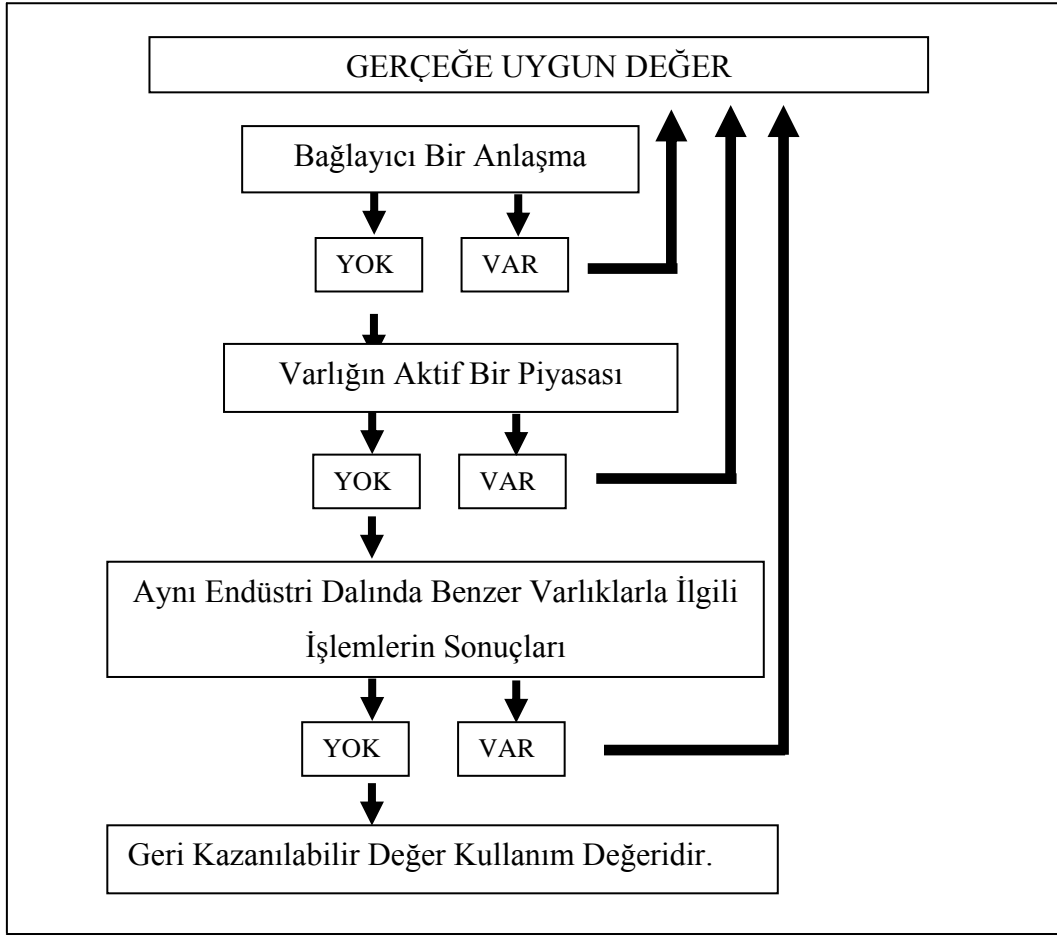 GERÇEĞE UYGUN DEĞER
Bağlayıcı Bir Anlaşma
YOK
VAR
Varlığın Aktif Bir Piyasası
YOK
VAR
Aynı Endüstri Dalında Benzer Varlıklarla İlgili
İşlemlerin Sonuçları
YOK
VAR
Geri Kazanılabilir Değer Kullanım Değeridir.